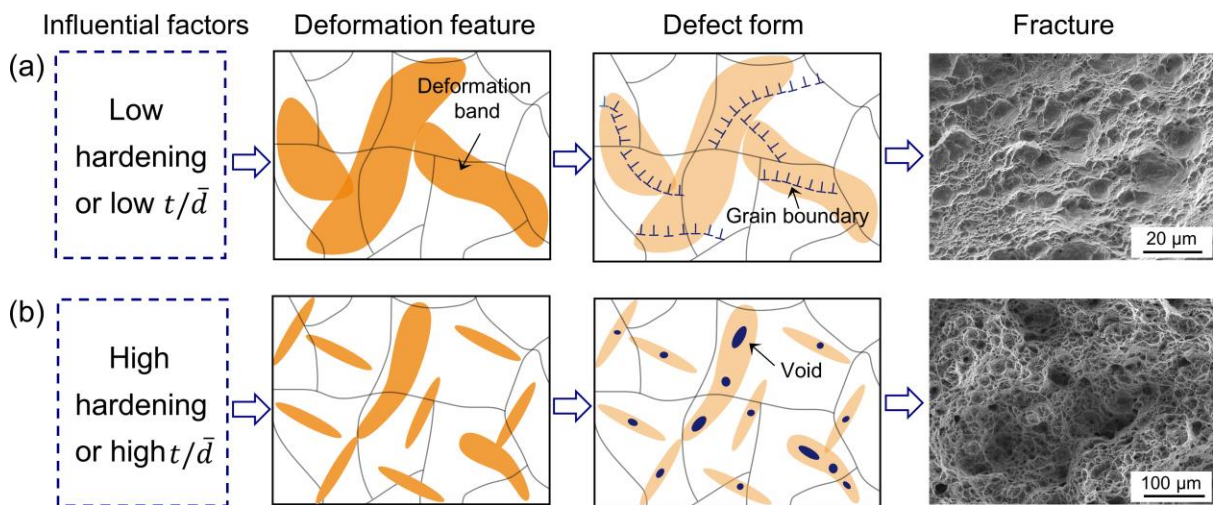 Influential factors
Deformation feature
Defect form
Fracture
(a)
Low
hardening
or low t/d̄
Deformation
band
Grain boundary
20 µm
(b)
High
hardening
or high t/d̄
Void
100 µm